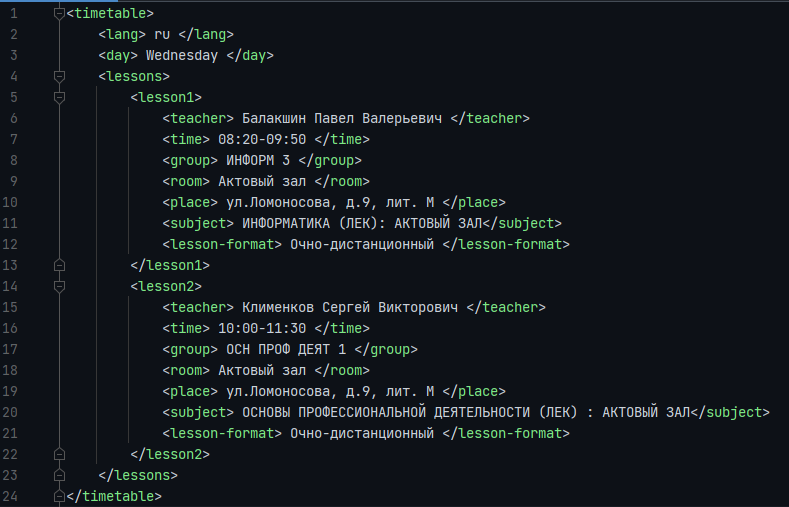 1 <timetable>
2 <lang> ru </lang>
3 <day> Wednesday </day>
4 <lessons>
5 <lesson1>
6 <teacher> Балакшин Павел Валерьевич </teacher>
7 <time> 08:20-09:50 </time>
8 <group> ИНФОРМ 3 </group>
9 <room> Актовый зал </room>
10 <place> ул.Ломоносова, д.9, лит. М </place>
11 <subject> ИНФОРМАТИКА (ЛЕК): АКТОВЫЙ ЗАЛ</subject>
12 <lesson-format> Очно-дистанционный </lesson-format>
13 </lesson1>
14 <lesson2>
15 <teacher> Клименков Сергей Викторович </teacher>
16 <time> 10:00-11:30 </time>
17 <group> ОСН ПРОФ ДЕЯТ 1 </group>
18 <room> Актовый зал </room>
19 <place> ул.Ломоносова, д.9, лит. М </place>
20 <subject> ОСНОВЫ ПРОФЕССИОНАЛЬНОЙ ДЕЯТЕЛЬНОСТИ (ЛЕК) : АКТОВЫЙ ЗАЛ</subject>
21 <lesson-format> Очно-дистанционный </lesson-format>
22 </lesson2>
23 </lessons>
24 </timetable>